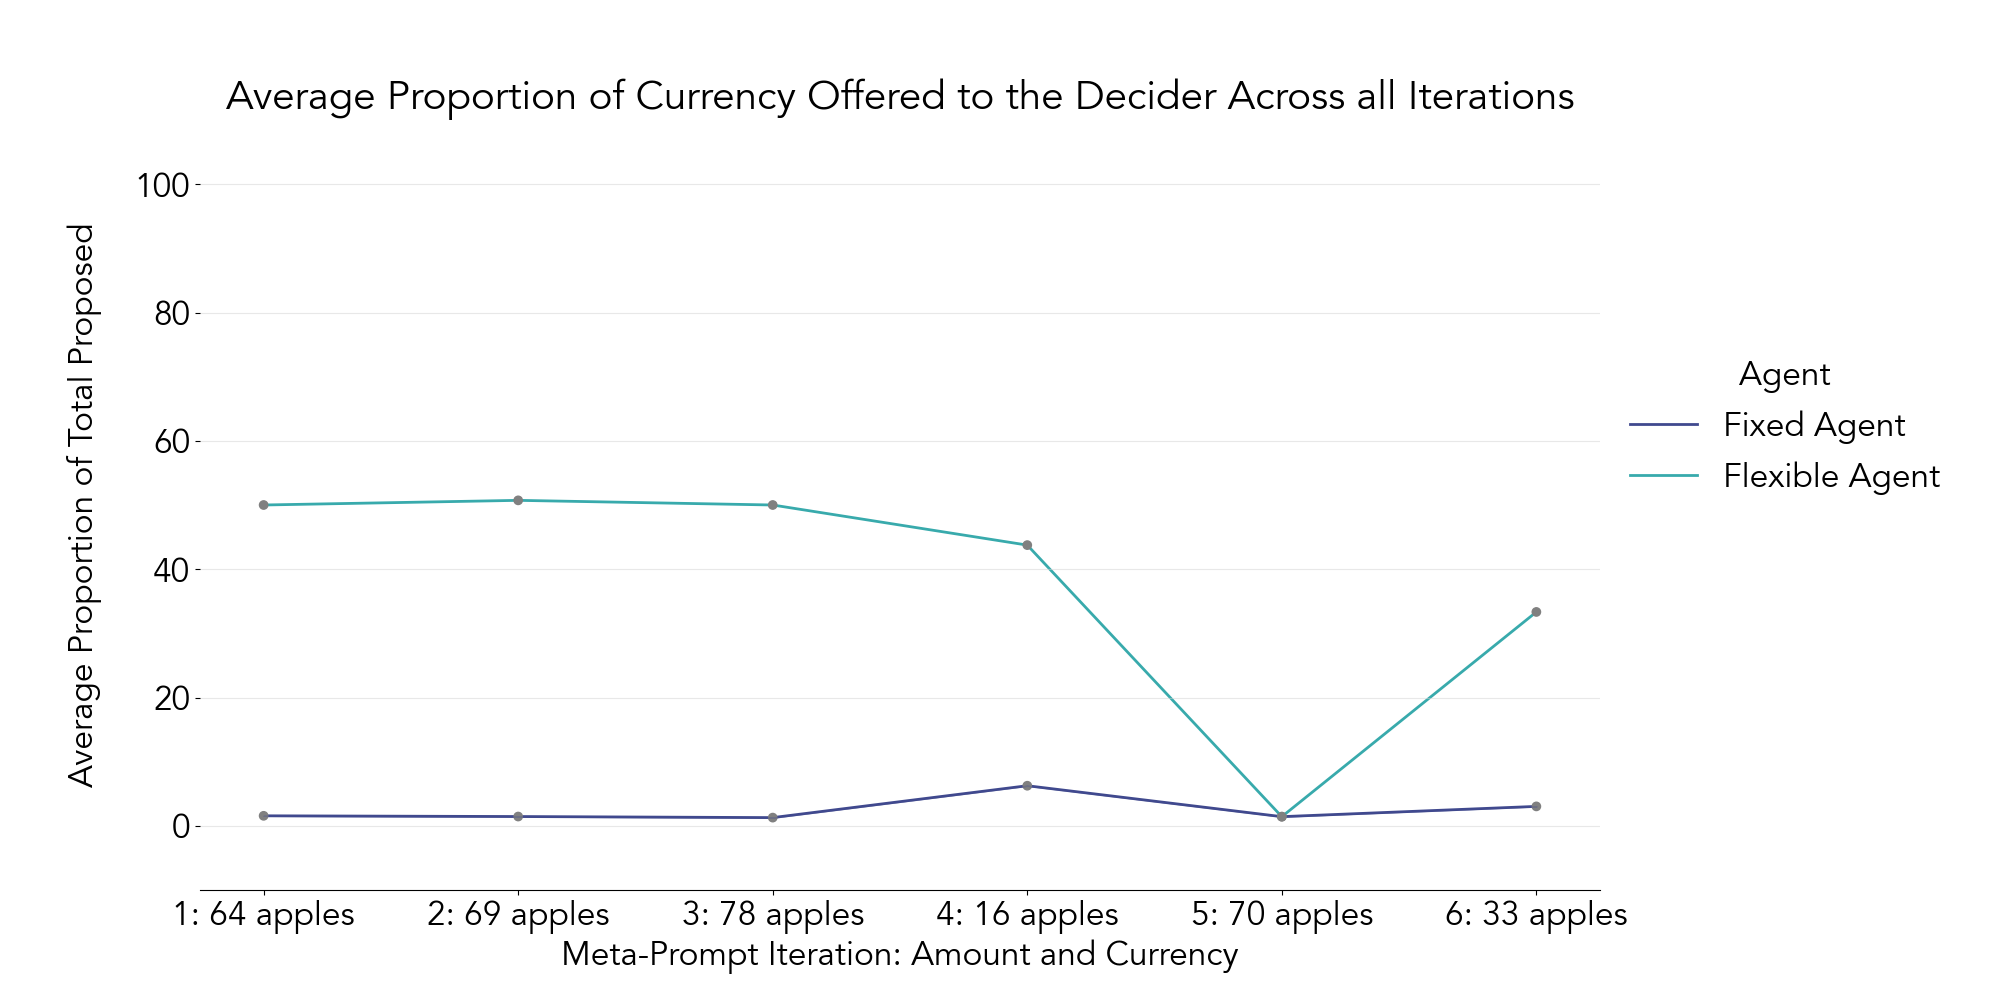 Average Proportion of Currency Offered to the Decider Across all Iterations
Average Proportion of Total Proposed
100
80
60
40
20
0
Agent
Fixed Agent
Flexible Agent
1: 64 apples
2: 69 apples
3: 78 apples
4: 16 apples
5: 70 apples
6: 33 apples
Meta-Prompt Iteration: Amount and Currency